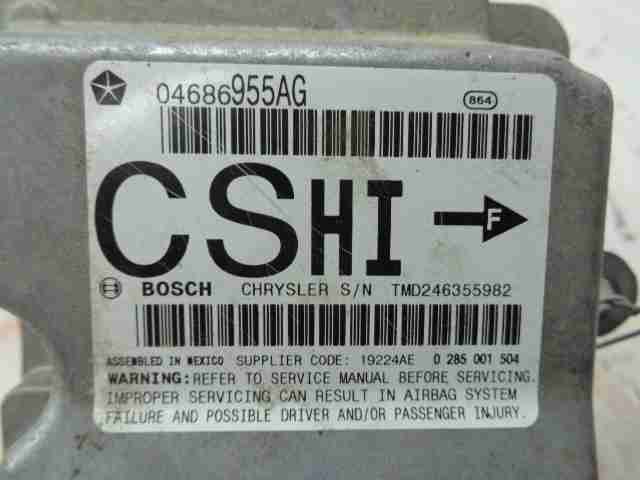 04686955AG 864
CSHI F
BOSCH CHRYSLER S/N TMD246355982
ASSEMBLED IN MEXICO SUPPLIER CODE: 19224AE 0 285 001 504
WARNING: REFER TO SERVICE MANUAL BEFORE SERVICING.
IMPROPER SERVICING CAN RESULT IN AIRBAG SYSTEM
FAILURE AND POSSIBLE DRIVER AND/OR PASSENGER INJURY.